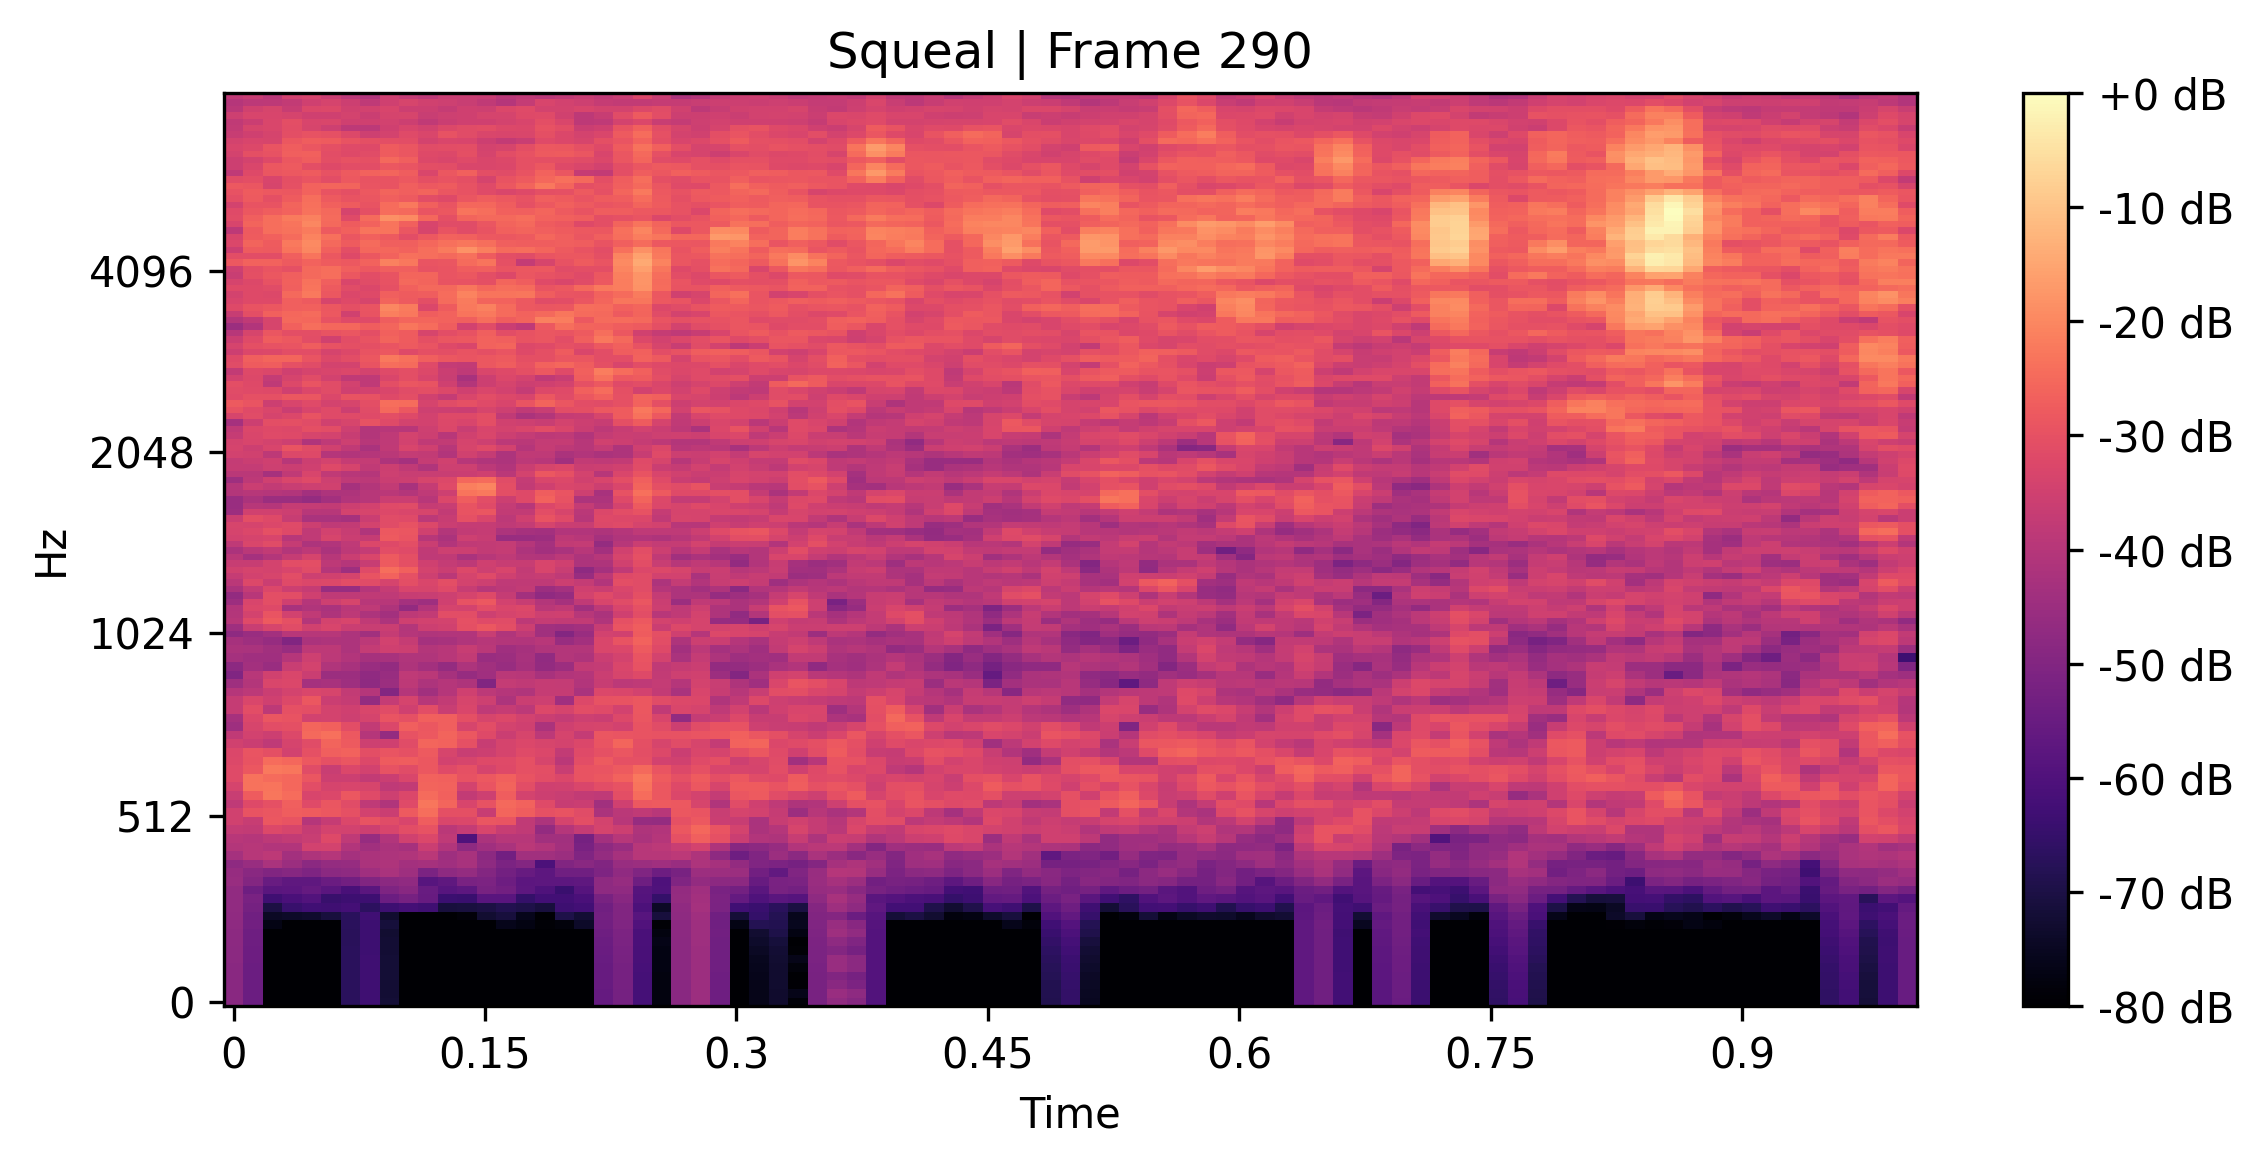 Squeal | Frame 290
+0 dB
-10 dB
4096
-20 dB
-30 dB
2048
-40 dB
Hz
1024
-50 dB
-60 dB
512
-70 dB
0
-80 dB
0 0.15 0.3 0.45 0.6 0.75 0.9
Time